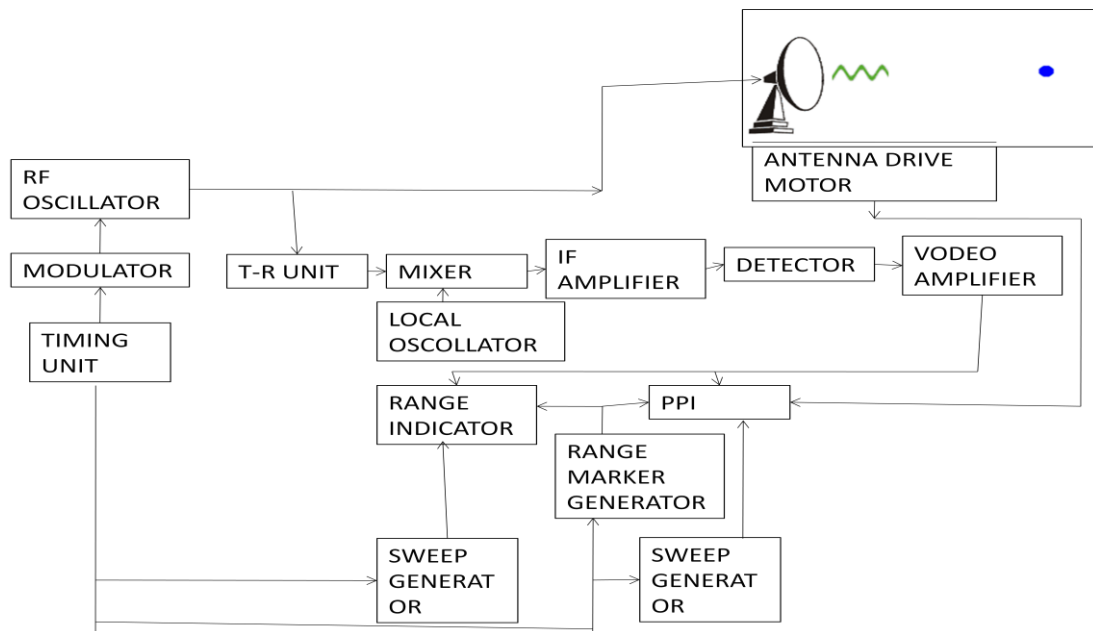 ANTENNA DRIVE
MOTOR
RF
OSCILLATOR
MODULATOR
TIMING
UNIT
T-R UNIT
MIXER
LOCAL
OSCOLLATOR
IF
AMPLIFIER
DETECTOR
VODEO
AMPLIFIER
RANGE
INDICATOR
PPI
RANGE
MARKER
GENERATOR
SWEEP
GENERAT
OR
SWEEP
GENERAT
OR